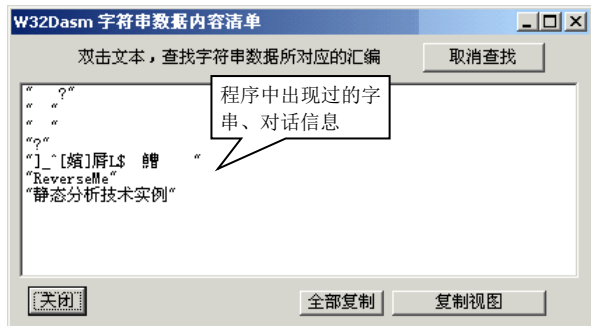 W32Dasm 字符串数据内容清单
双击文本，查找字符串数据所对应的汇编
取消查找
程序中出现过的字
串、对话信息
"   ?"
"   "
"   "
"?"
"]_^[嫔]脣L$
"ReverseMe"
"静态分析技术实例"
关闭
全部复制
复制视图